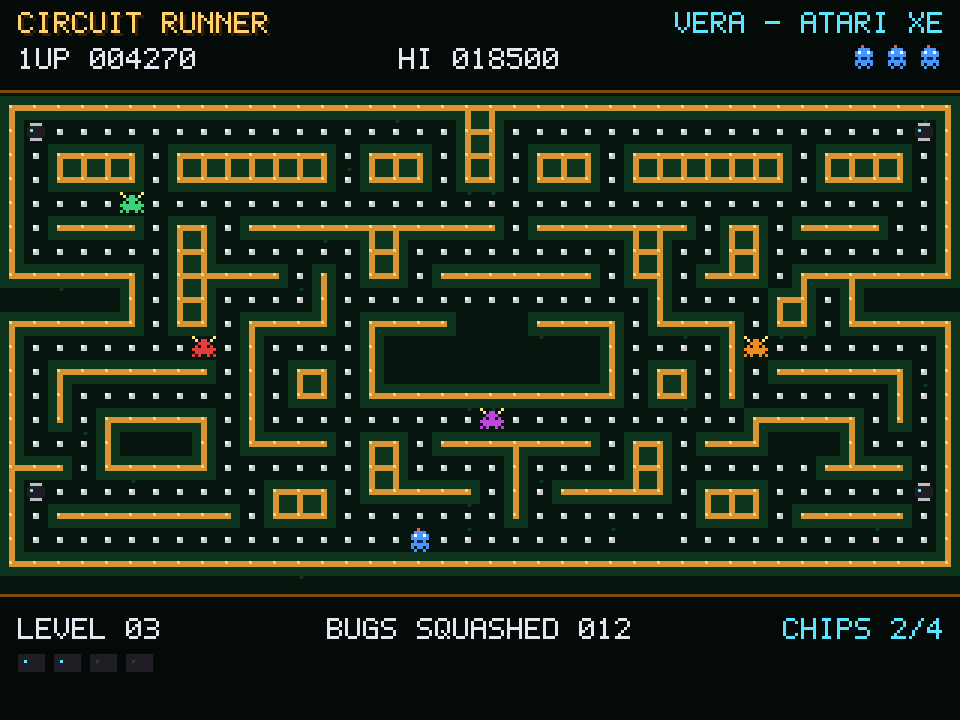 CIRCUIT RUNNER
VERA - ATARI XE
1UP 004270
HI 018500
LEVEL 03
BUGS SQUASHED 012
CHIPS 2/4